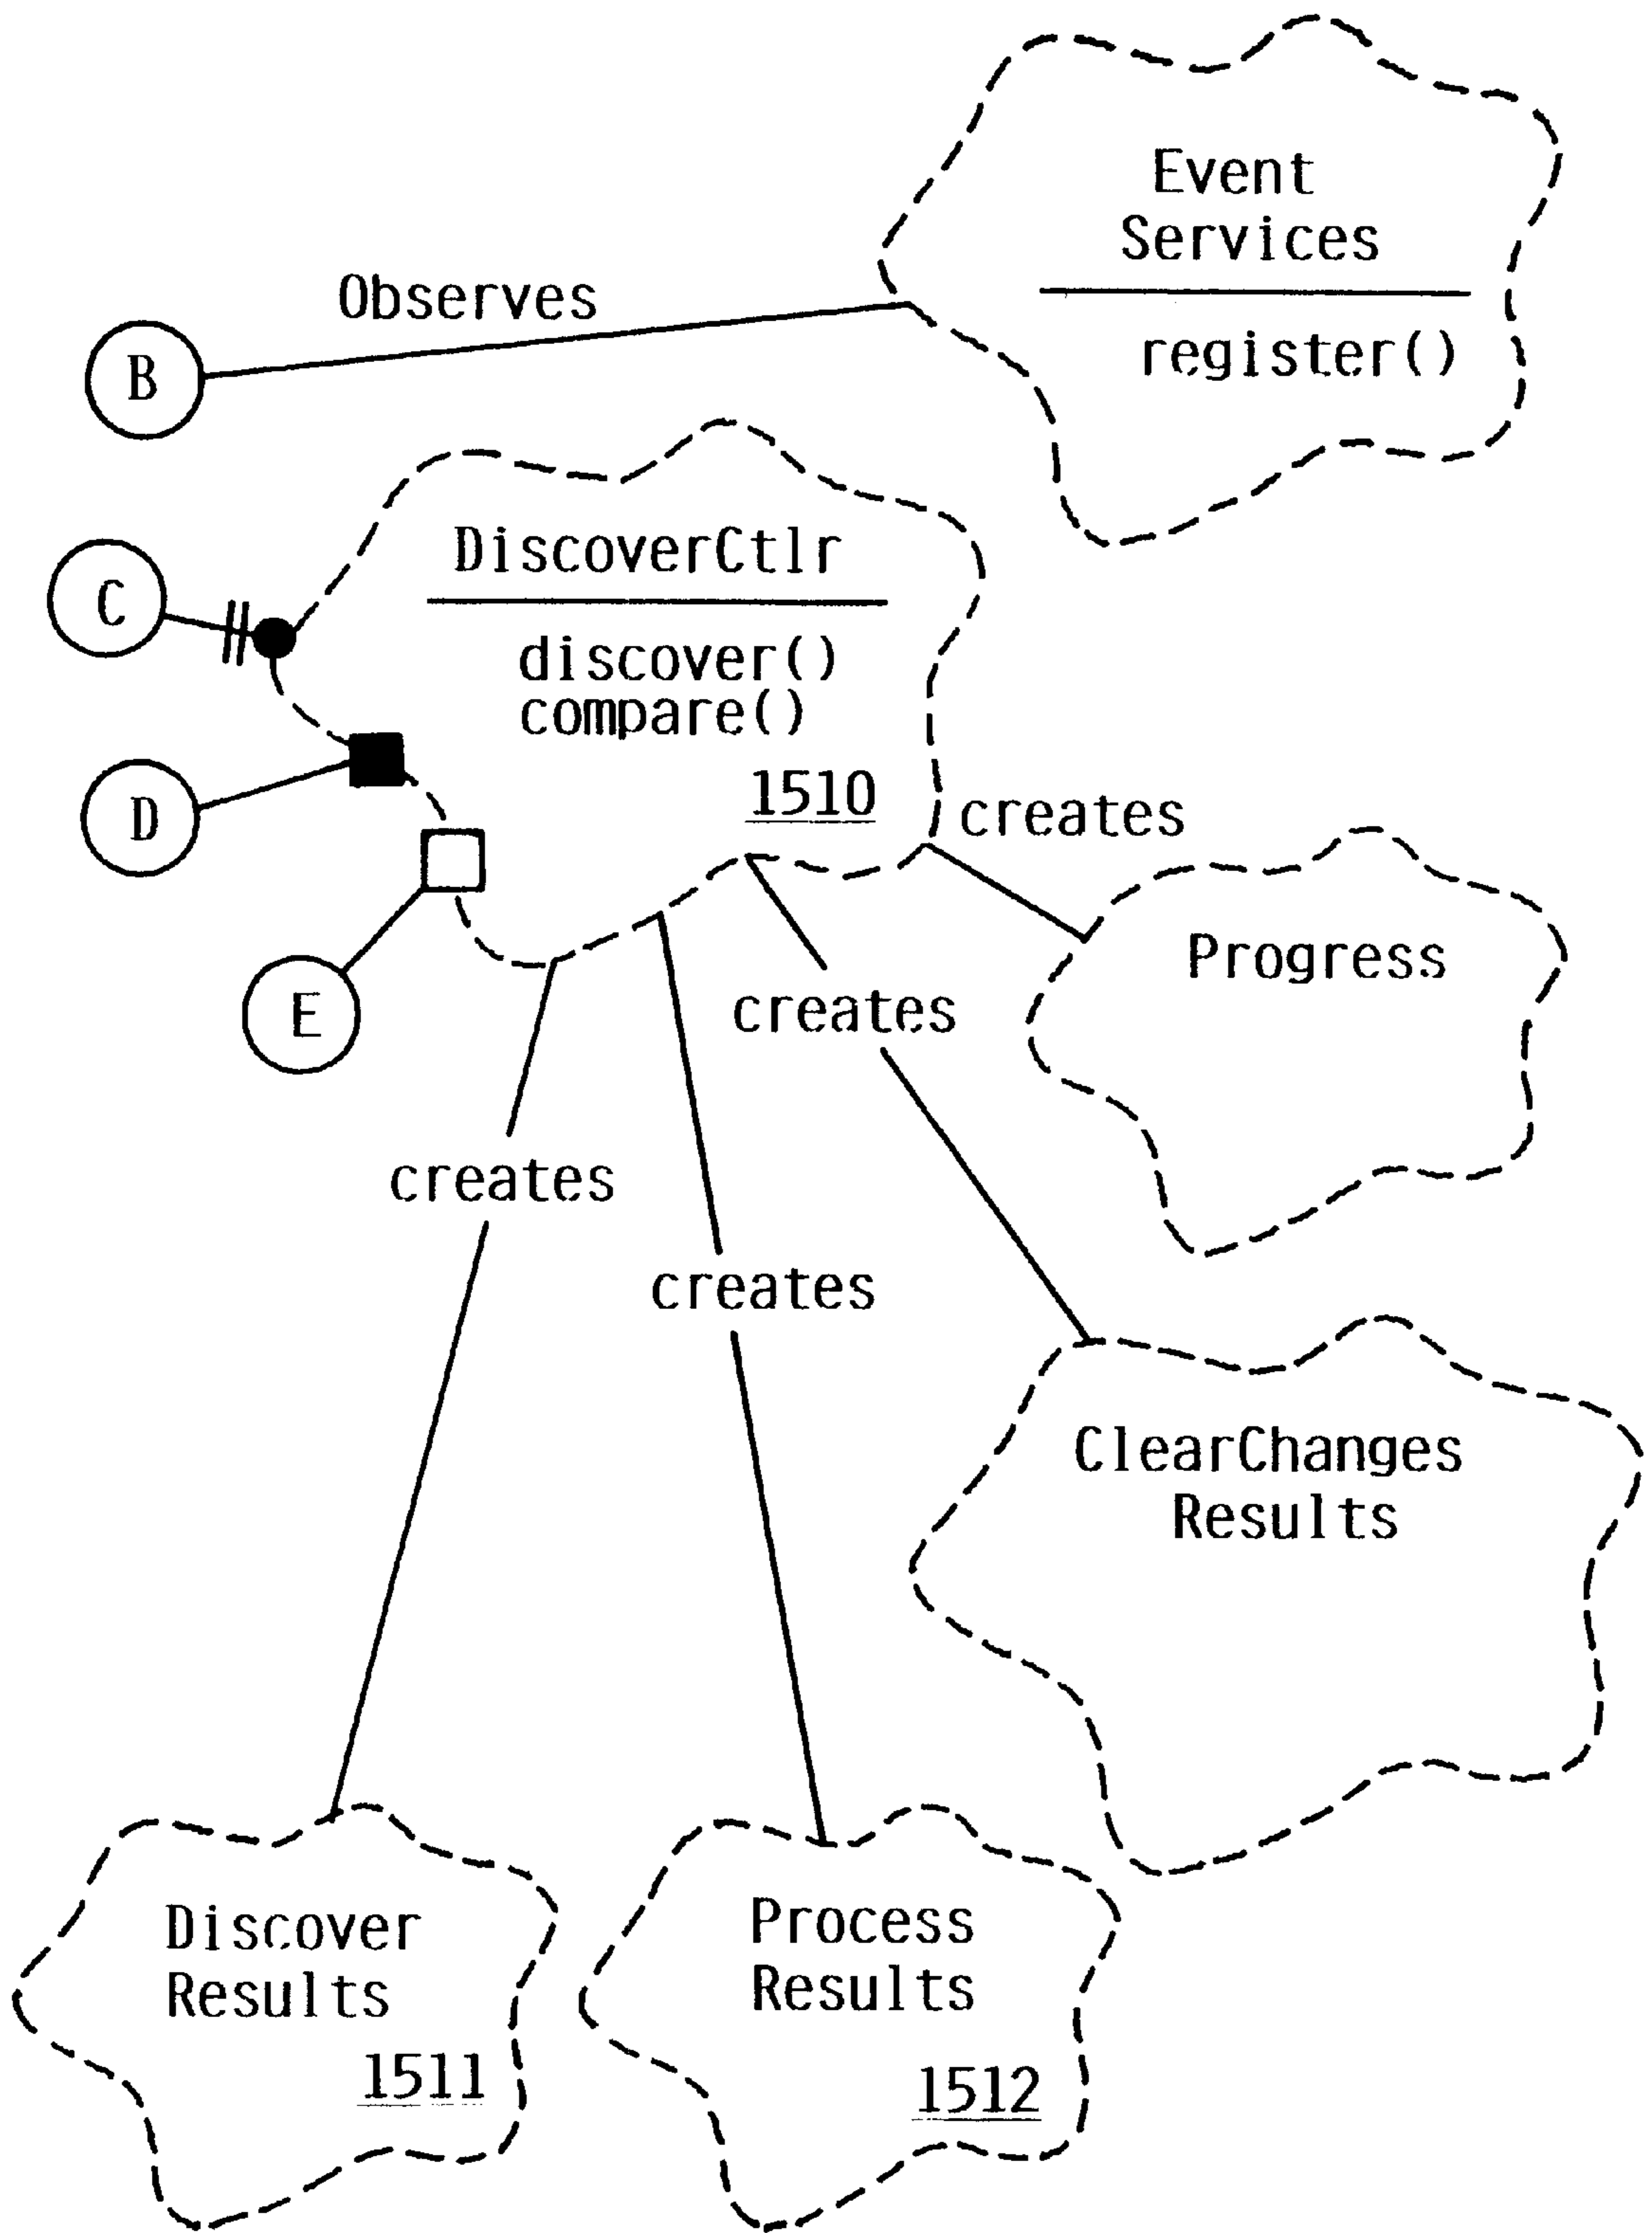 Event
Services
register()
Observes
B
DiscoverCtlr
discover()
compare()
1510
C
D
E
creates
Progress
creates
creates
creates
ClearChanges
Results
Discover
Results
1511
Process
Results
1512